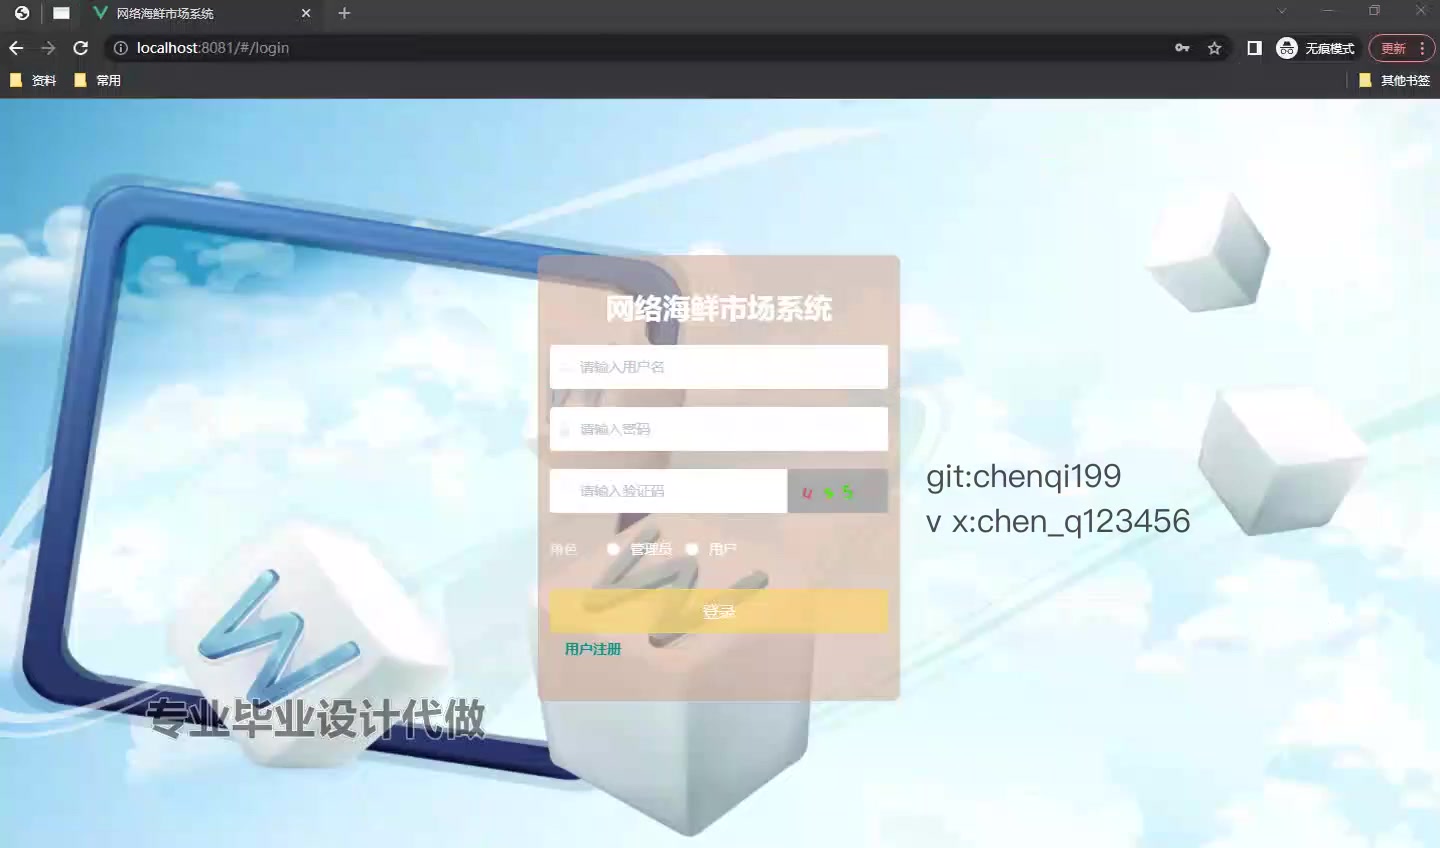 网络海鲜市场系统
localhost:8081/#/login
无痕模式
更新
资料
常用
其他书签
网络海鲜市场系统
请输入用户名
请输入密码
请输入验证码
角色
管理员
用户
登录
用户注册
git:chenqi199
v x:chen_q123456
专业毕业设计代做